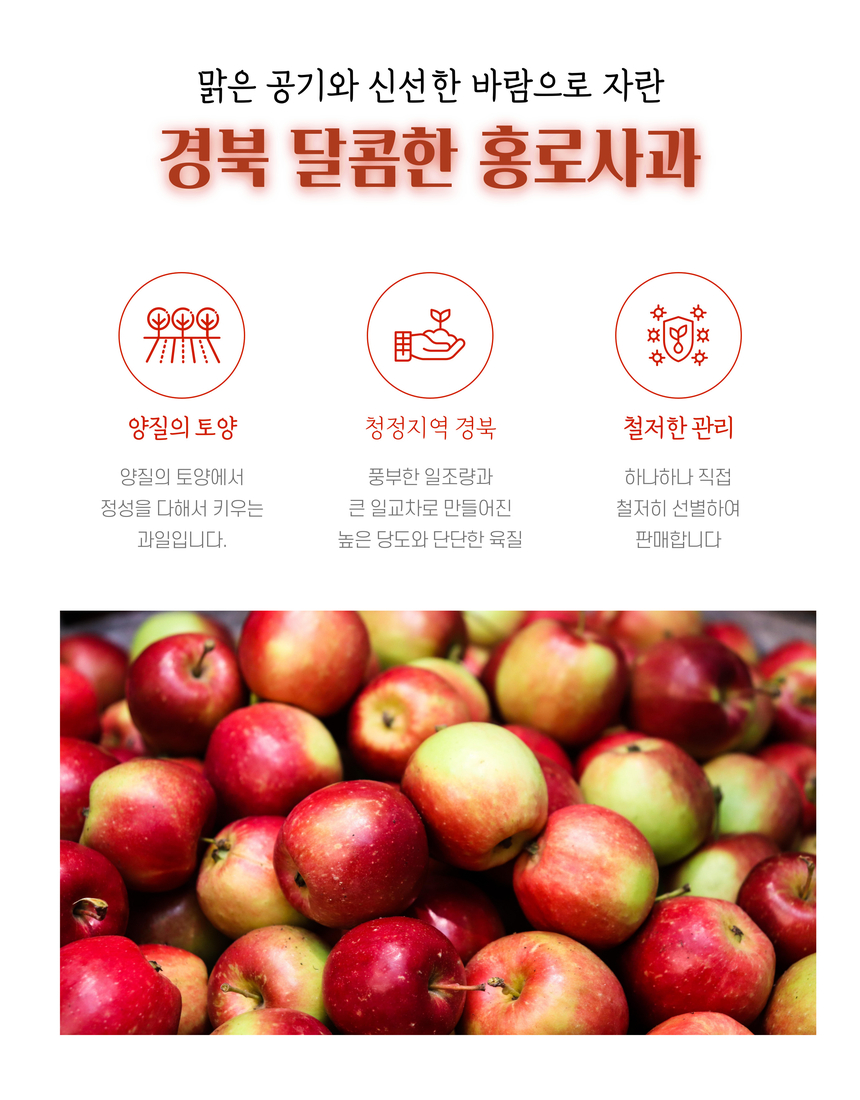 맑은 공기와 신선한 바람으로 자란
경북 달콤한 홍로사과
양질의 토양
양질의 토양에서
정성을 다해서 키우는
과일입니다.
청정지역 경북
풍부한 일조량과
큰 일교차로 만들어진
높은 당도와 단단한 육질
철저한 관리
하나하나 직접
철저히 선별하여
판매합니다